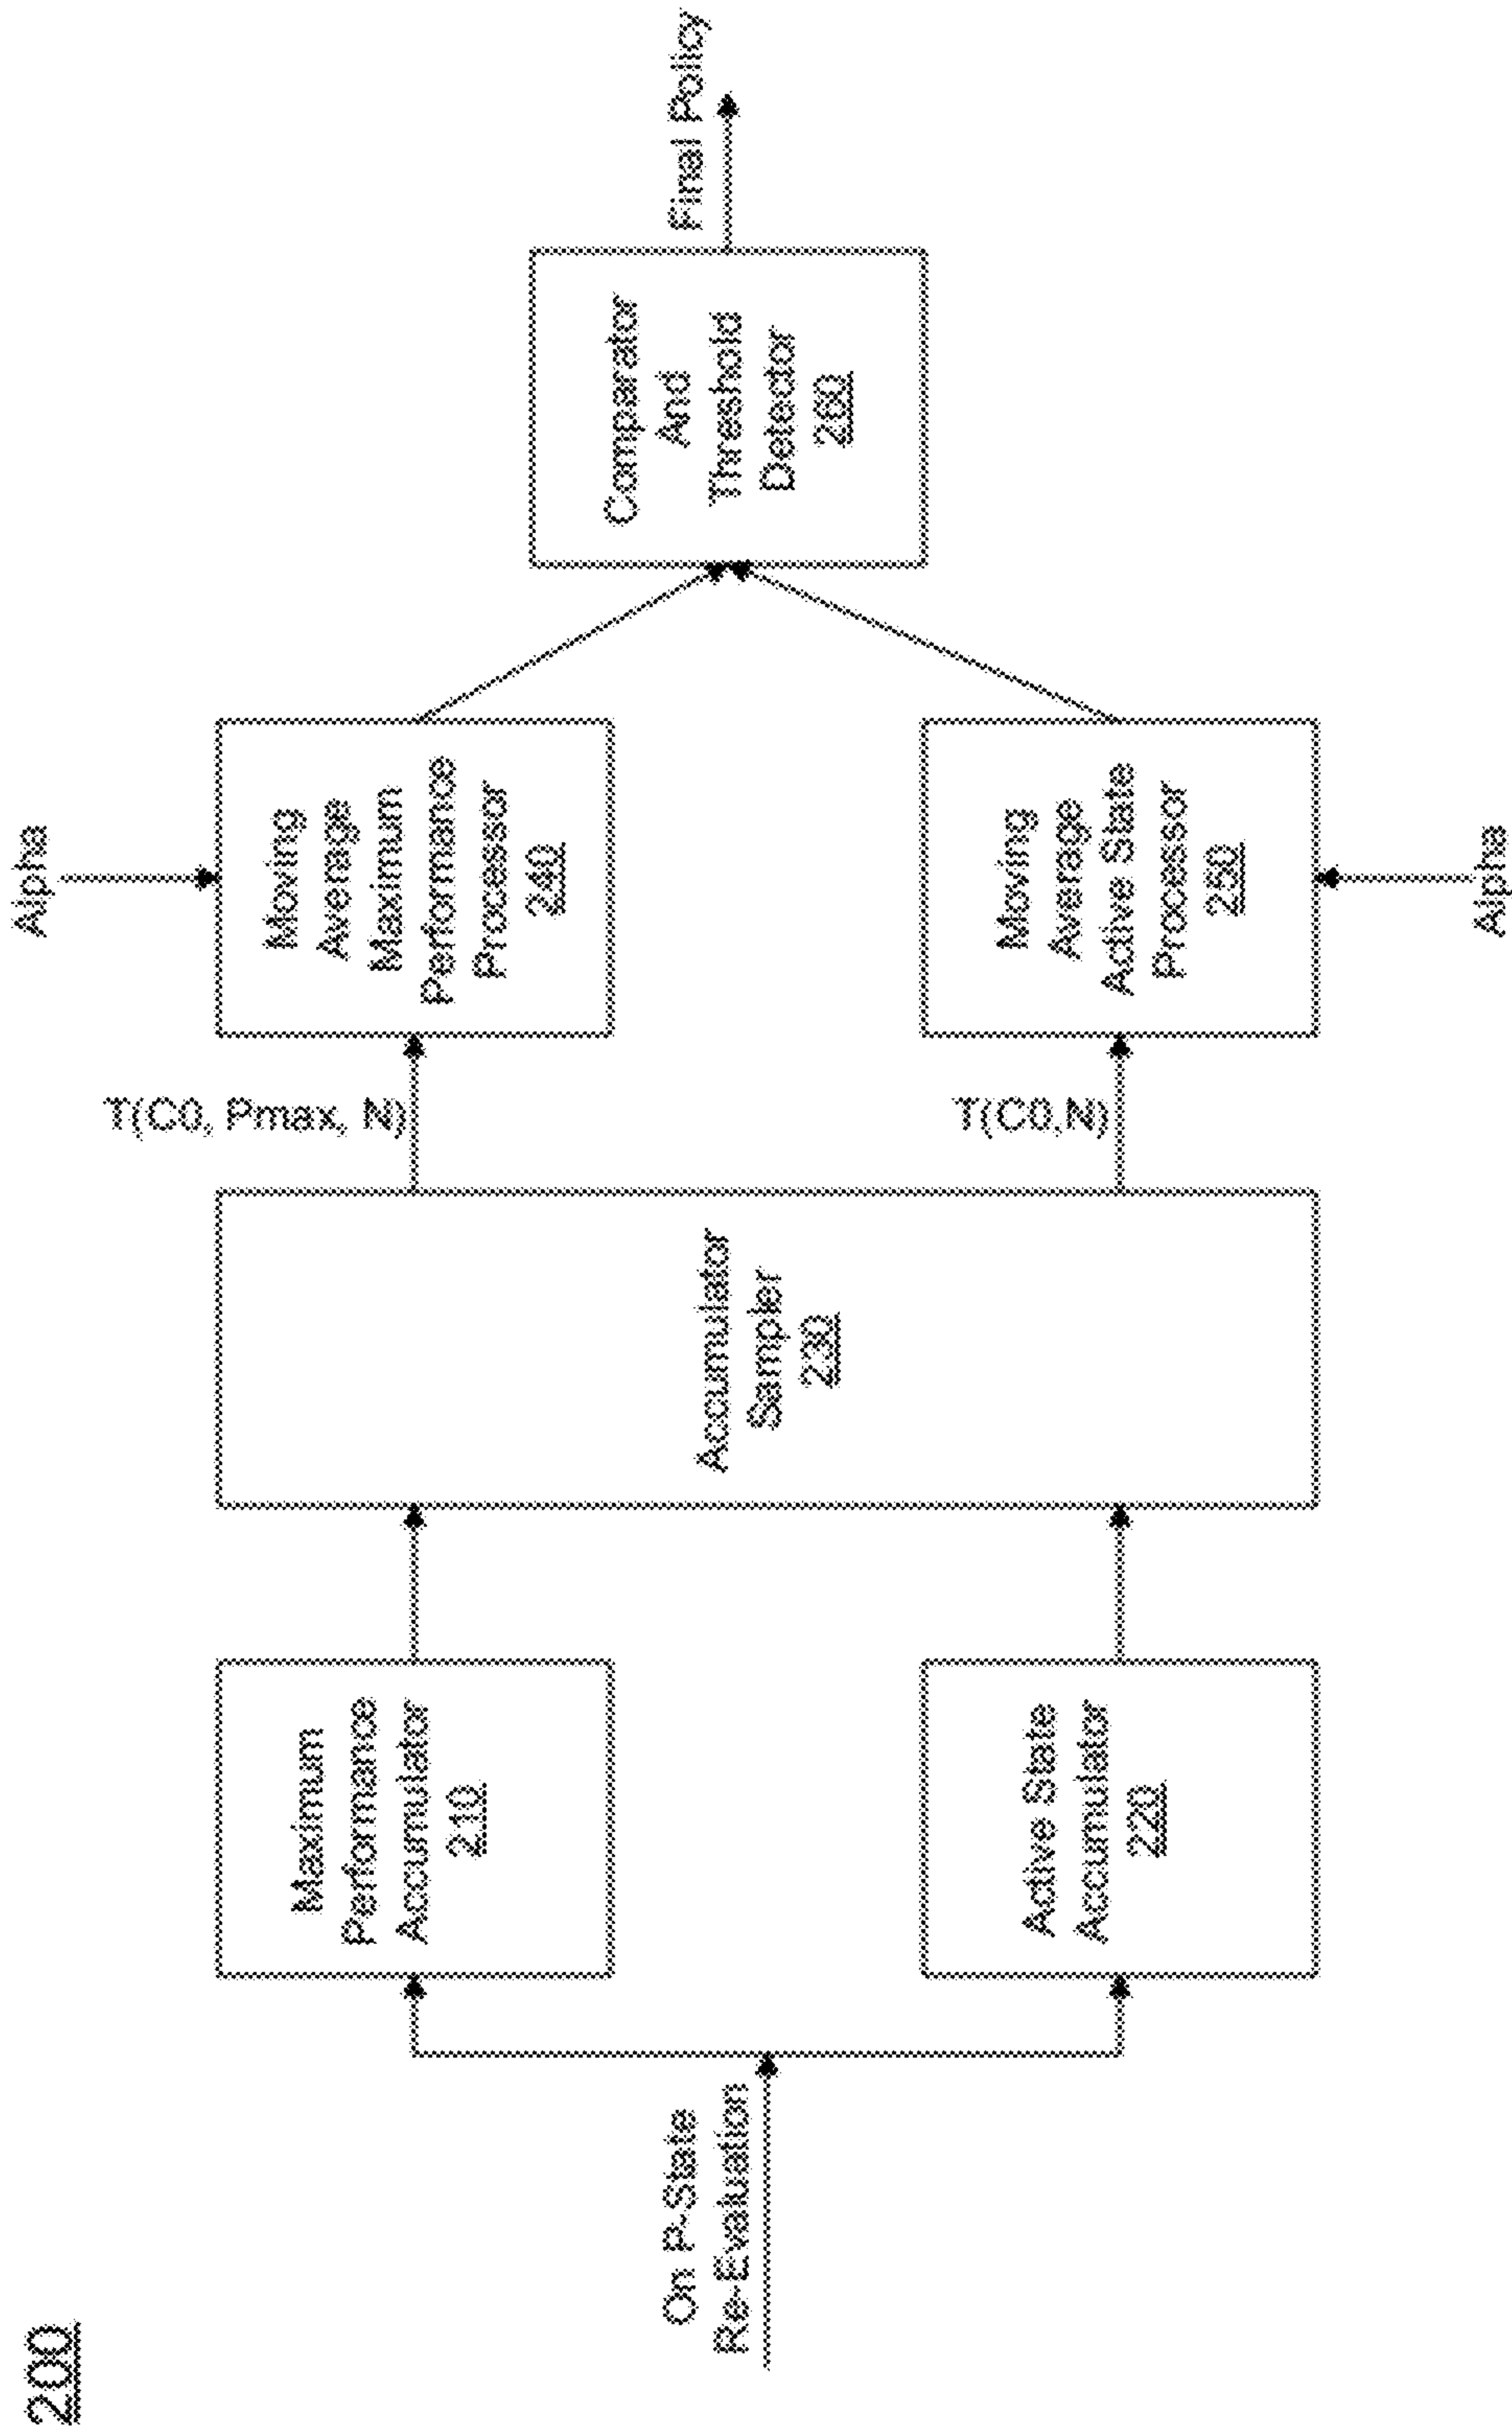 200
On P-State
Re-Evaluation
Maximum
Performance
Accumulator
210
Active State
Accumulator
220
Accumulator
Sampler
230
T(C0, Pmax, N)
T(C0,N)
Alpha
Moving
Average
Maximum
Performance
Processor
240
Moving
Average
Active State
Processor
250
Alpha
Comparator
And
Threshold
Detector
260
Final Policy